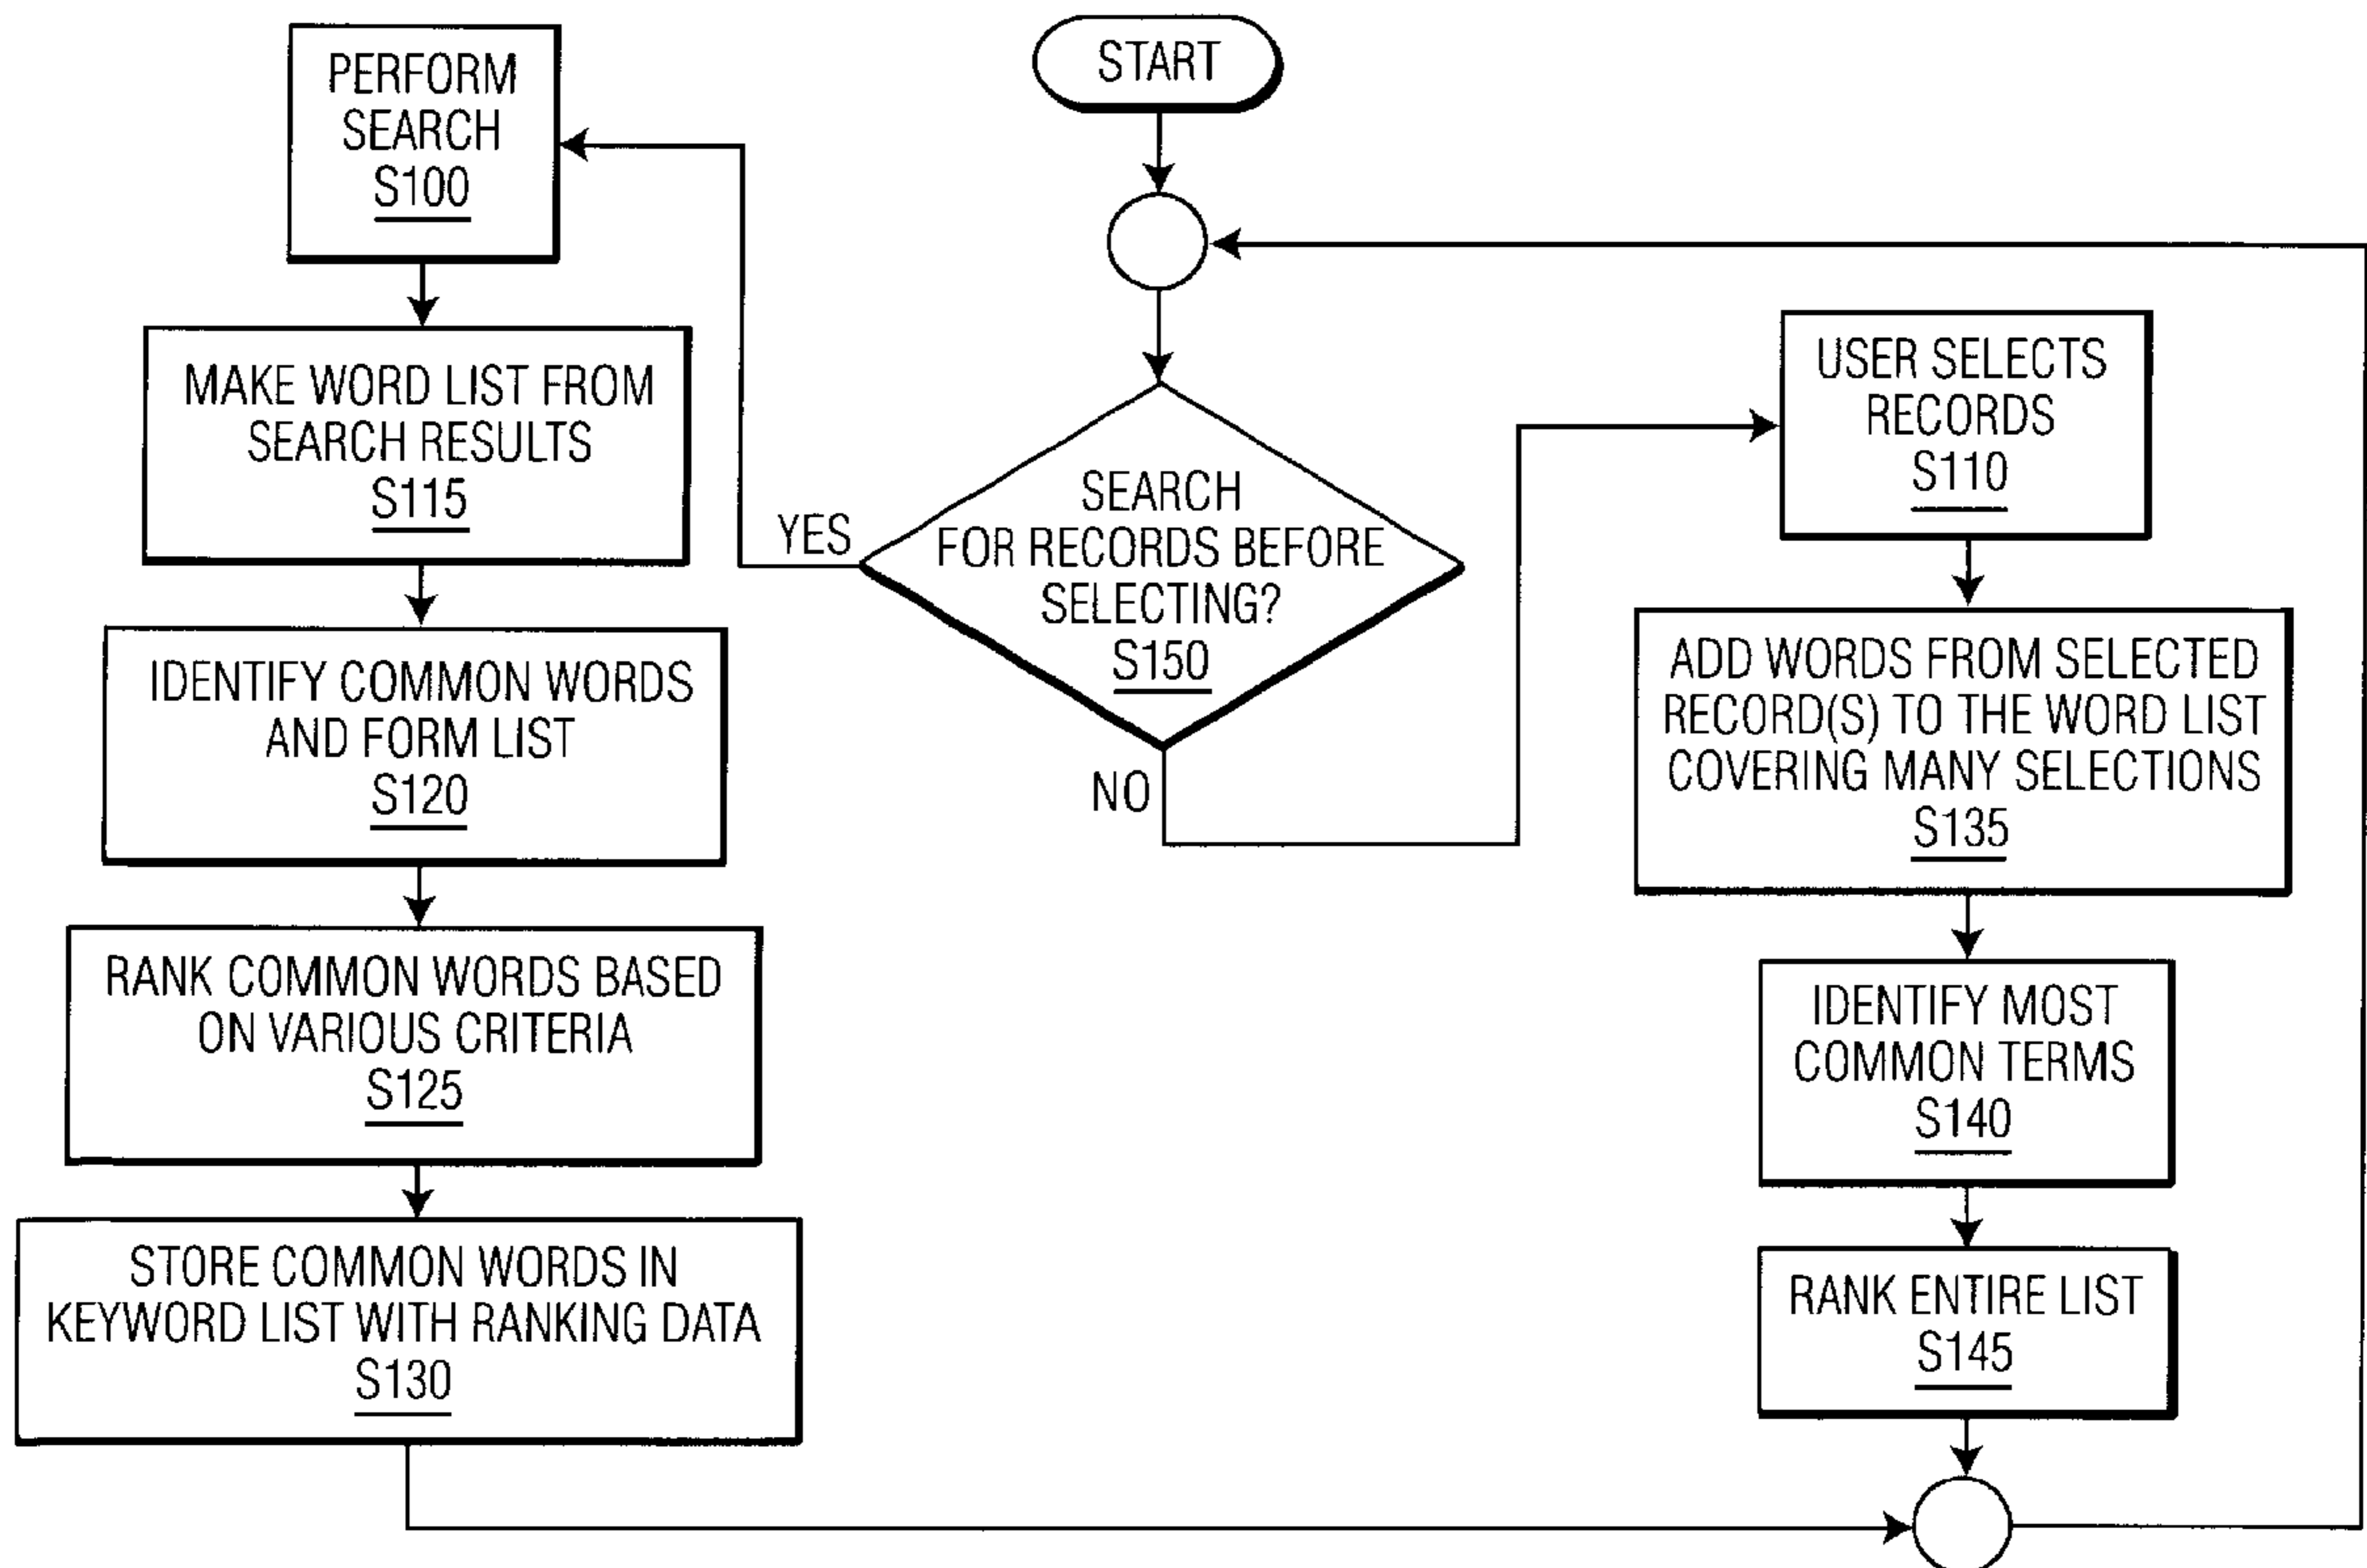 START
SEARCH
FOR RECORDS BEFORE
SELECTING?
S150
YES
NO
PERFORM
SEARCH
S100
MAKE WORD LIST FROM
SEARCH RESULTS
S115
IDENTIFY COMMON WORDS
AND FORM LIST
S120
RANK COMMON WORDS BASED
ON VARIOUS CRITERIA
S125
STORE COMMON WORDS IN
KEYWORD LIST WITH RANKING DATA
S130
USER SELECTS
RECORDS
S110
ADD WORDS FROM SELECTED
RECORD(S) TO THE WORD LIST
COVERING MANY SELECTIONS
S135
IDENTIFY MOST
COMMON TERMS
S140
RANK ENTIRE LIST
S145